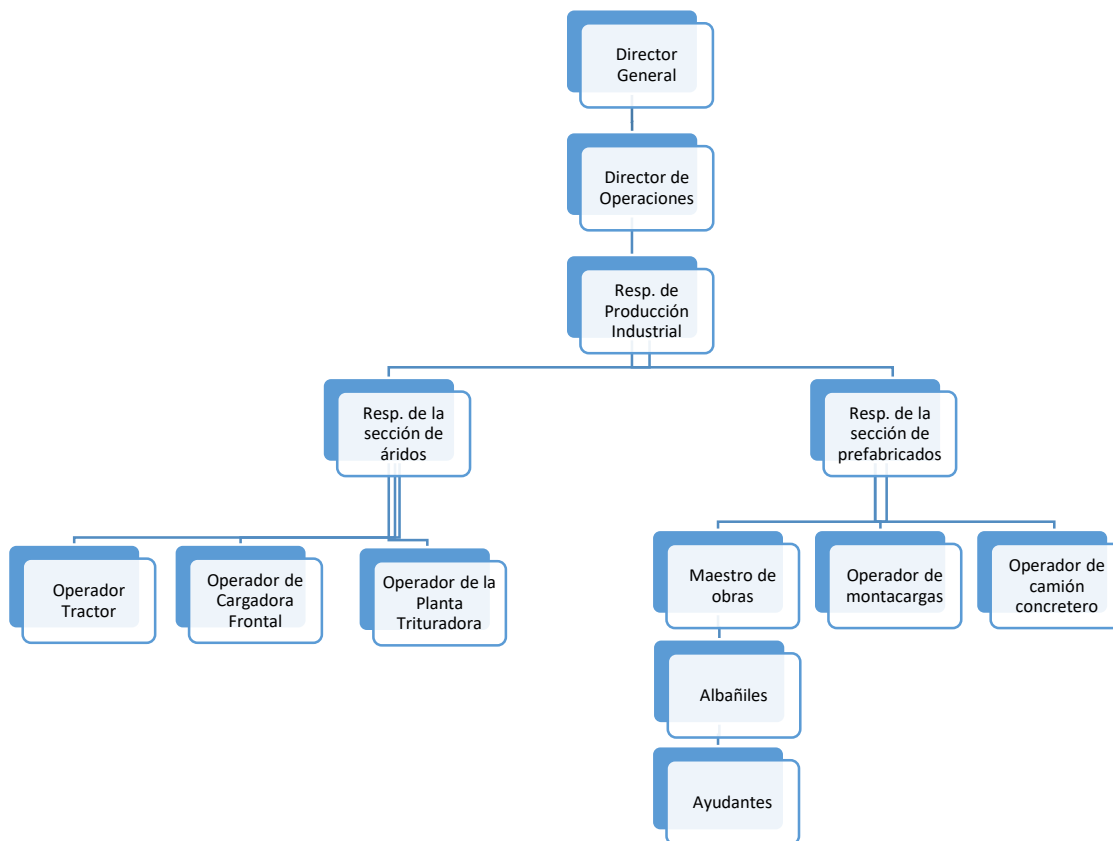 Director
General
Director de
Operaciones
Resp. de
Producción
Industrial
Resp. de la
sección de
áridos
Resp. de la
sección de
prefabricados
Operador
Tractor
Operador de
Cargadora
Frontal
Operador de la
Planta
Trituradora
Maestro de
obras
Operador de
montacargas
Operador de
camión
concretero
Albañiles
Ayudantes